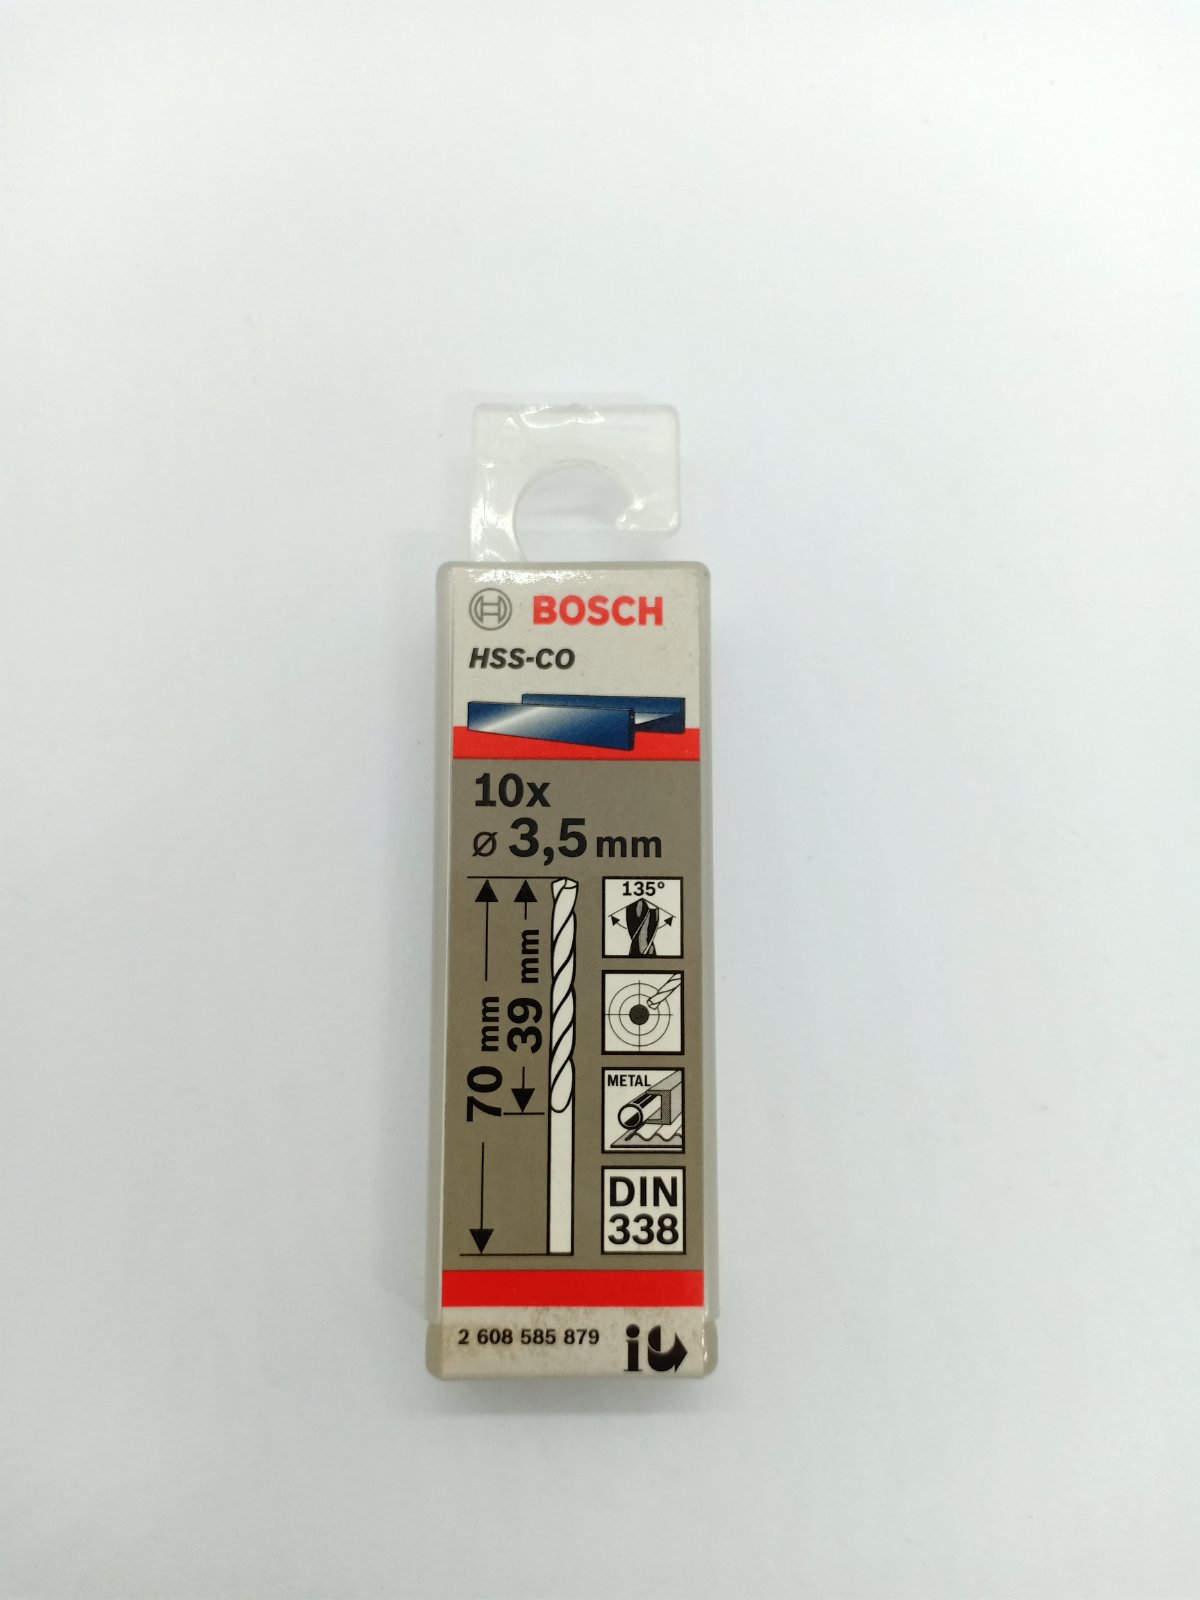 BOSCH
HSS-CO
10x
ø 3,5 mm
135°
70 mm
39 mm
METAL
DIN
338
2 608 585 879